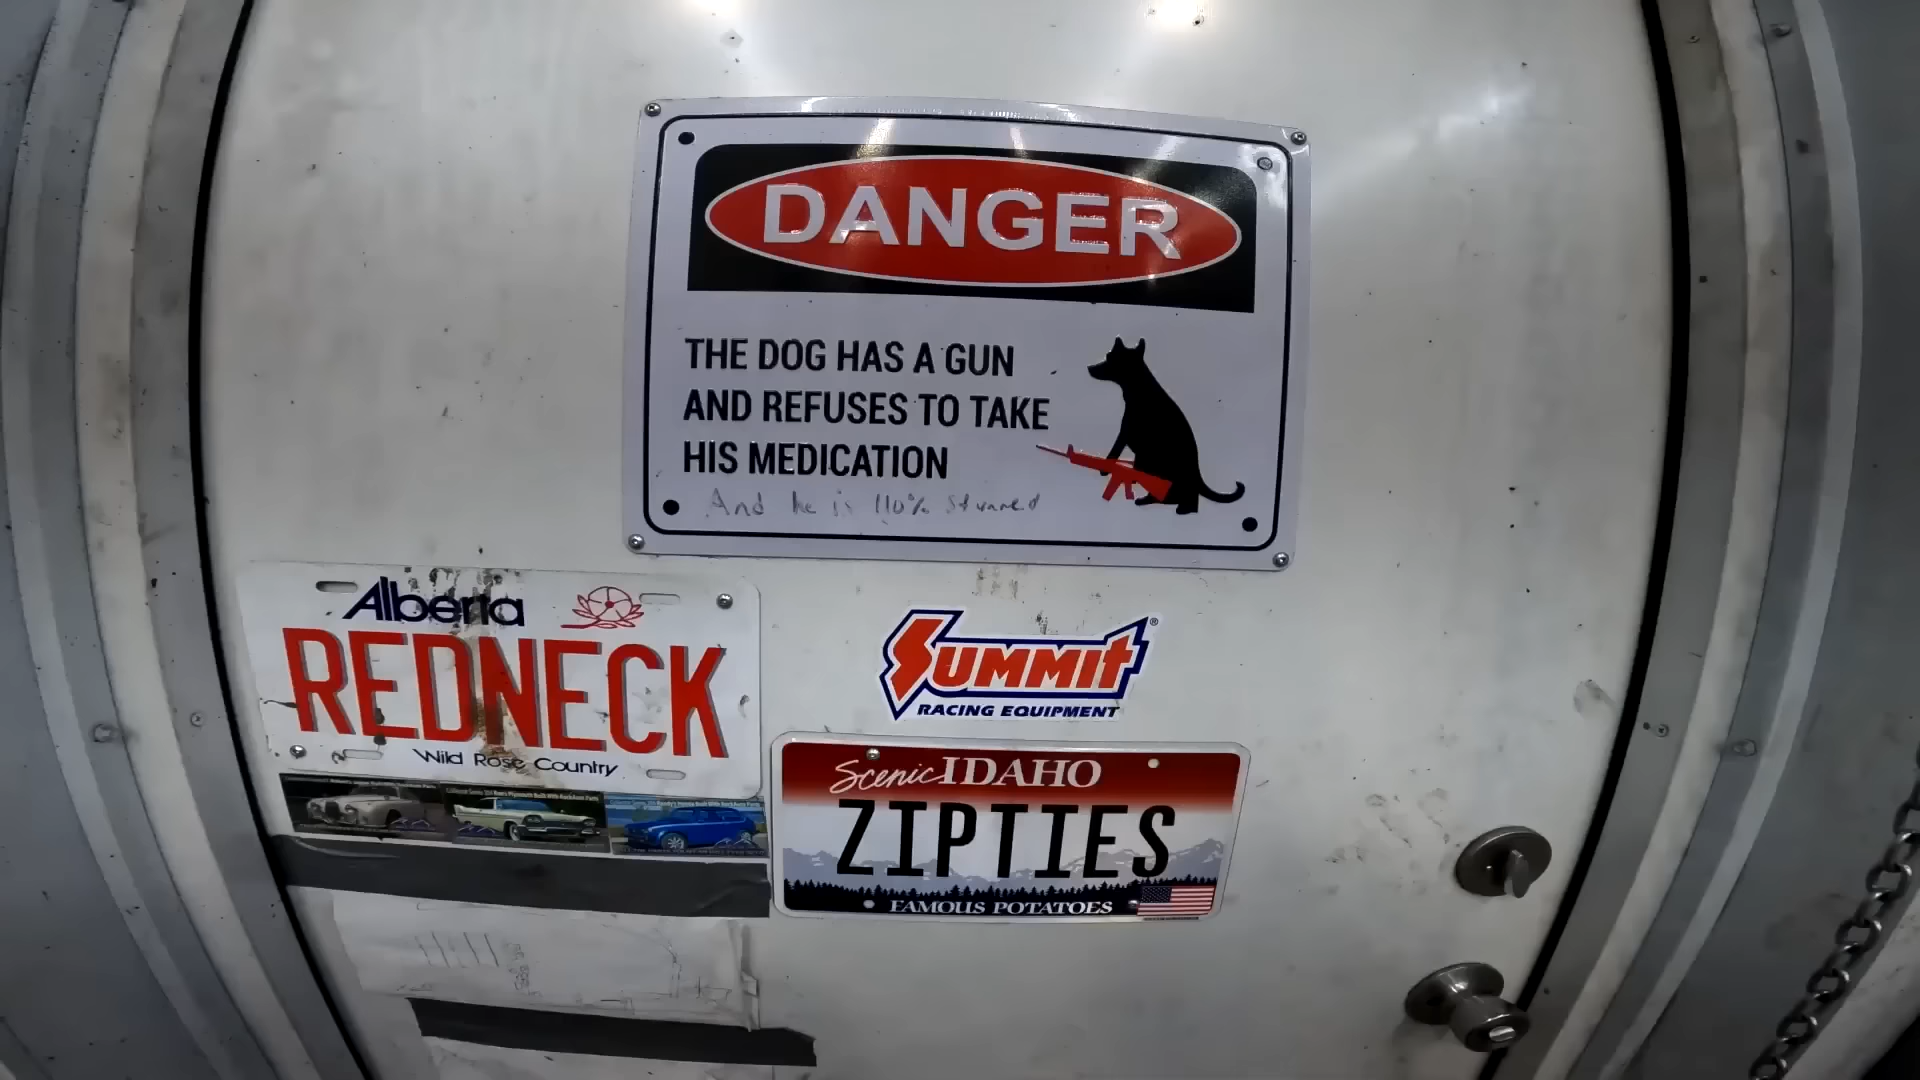 DANGER
THE DOG HAS A GUN
AND REFUSES TO TAKE
HIS MEDICATION
And he is 110% Starved
Alberta
REDNECK
Wild Rose Country
SUMMIT®
RACING EQUIPMENT
Scenic IDAHO
ZIPTIES
FAMOUS POTATOES